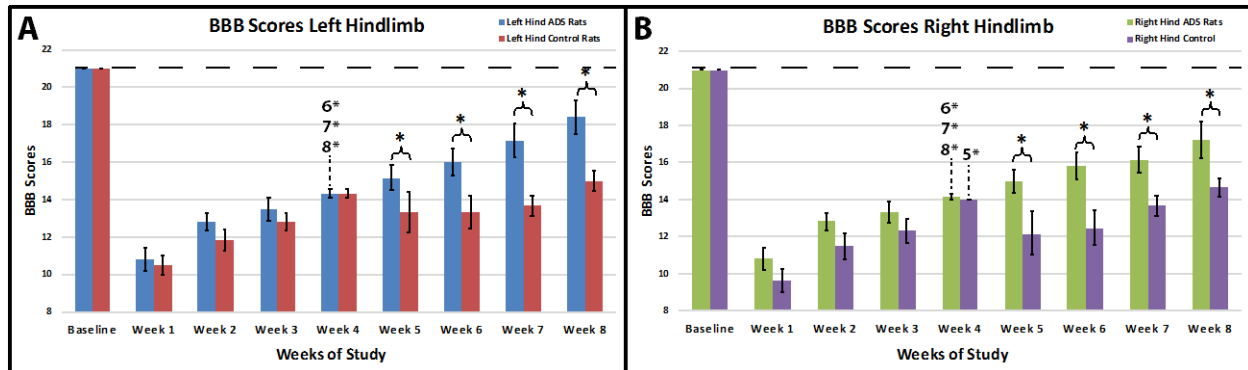 A
BBB Scores Left Hindlimb
Left Hind ADS Rats
Left Hind Control Rats
22
20
18
16
14
12
10
8
BBB Scores
6*
7*
8*
*
*
*
*
Baseline Week 1 Week 2 Week 3 Week 4 Week 5 Week 6 Week 7 Week 8
Weeks of Study
B
BBB Scores Right Hindlimb
Right Hind ADS Rats
Right Hind Control
22
20
18
16
14
12
10
8
BBB Scores
6*
7*
8* 5*
*
*
*
*
Baseline Week 1 Week 2 Week 3 Week 4 Week 5 Week 6 Week 7 Week 8
Weeks of Study